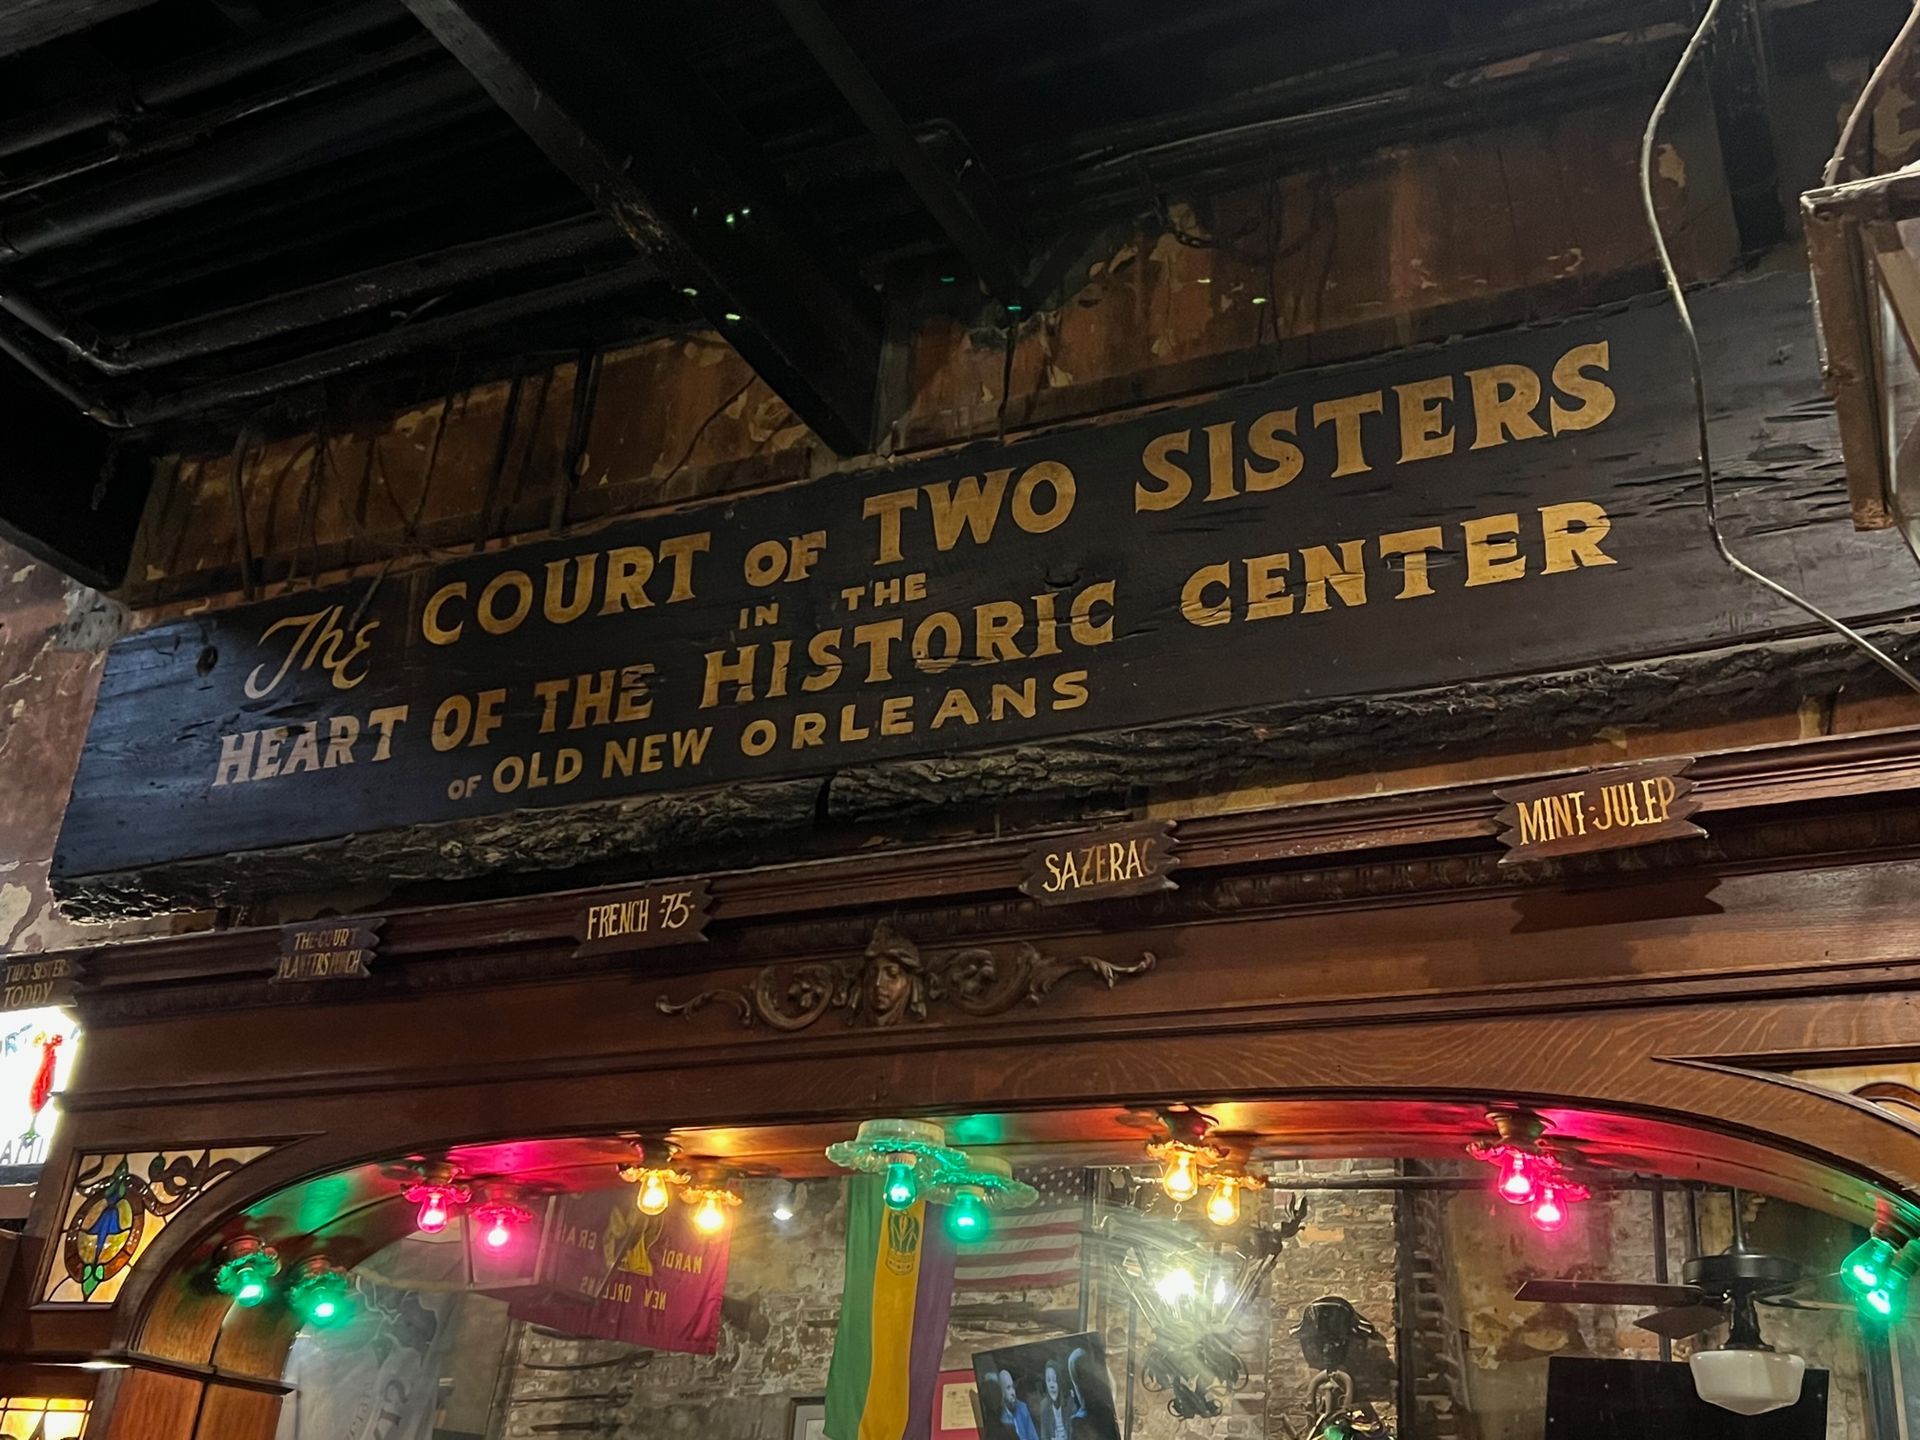 The COURT OF TWO SISTERS
IN THE
HEART OF THE HISTORIC CENTER
OF OLD NEW ORLEANS
MINT-JULEP
SAZERAC
FRENCH -75-
THE-COURT
PLANTERS PUNCH
TWO-SISTERS
TODDY
MARDI GRAS
NEW ORLEANS